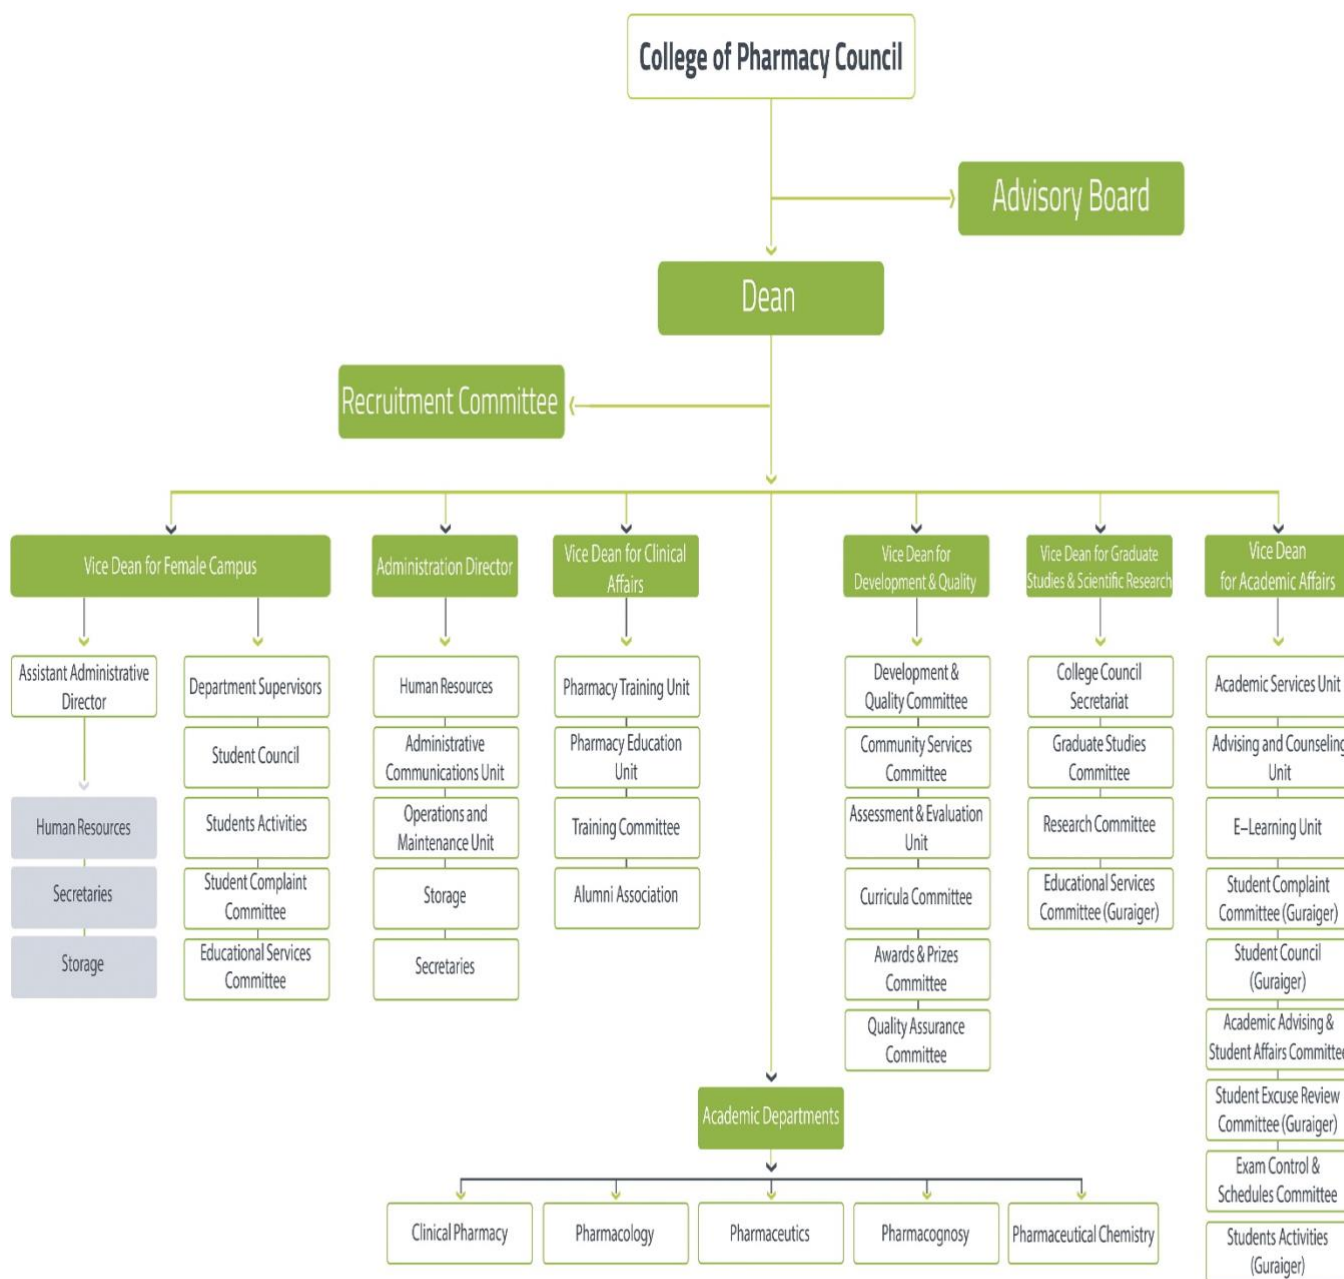 College of Pharmacy Council
Advisory Board
Dean
Recruitment Committee
Vice Dean for Female Campus
Administration Director
Vice Dean for Clinical
Affairs
Vice Dean for
Development & Quality
Vice Dean for Graduate
Studies & Scientific Research
Vice Dean
for Academic Affairs
Assistant Administrative
Director
Human Resources
Secretaries
Storage
Department Supervisors
Student Council
Students Activities
Student Complaint
Committee
Educational Services
Committee
Human Resources
Administrative
Communications Unit
Operations and
Maintenance Unit
Storage
Secretaries
Pharmacy Training Unit
Pharmacy Education
Unit
Training Committee
Alumni Association
Development &
Quality Committee
Community Services
Committee
Assessment & Evaluation
Unit
Curricula Committee
Awards & Prizes
Committee
Quality Assurance
Committee
College Council
Secretariat
Graduate Studies
Committee
Research Committee
Educational Services
Committee (Guraiger)
Academic Services Unit
Advising and Counseling
Unit
E–Learning Unit
Student Complaint
Committee (Guraiger)
Student Council
(Guraiger)
Academic Advising &
Student Affairs Committee
Student Excuse Review
Committee (Guraiger)
Exam Control &
Schedules Committee
Students Activities
(Guraiger)
Academic Departments
Clinical Pharmacy
Pharmacology
Pharmaceutics
Pharmacognosy
Pharmaceutical Chemistry